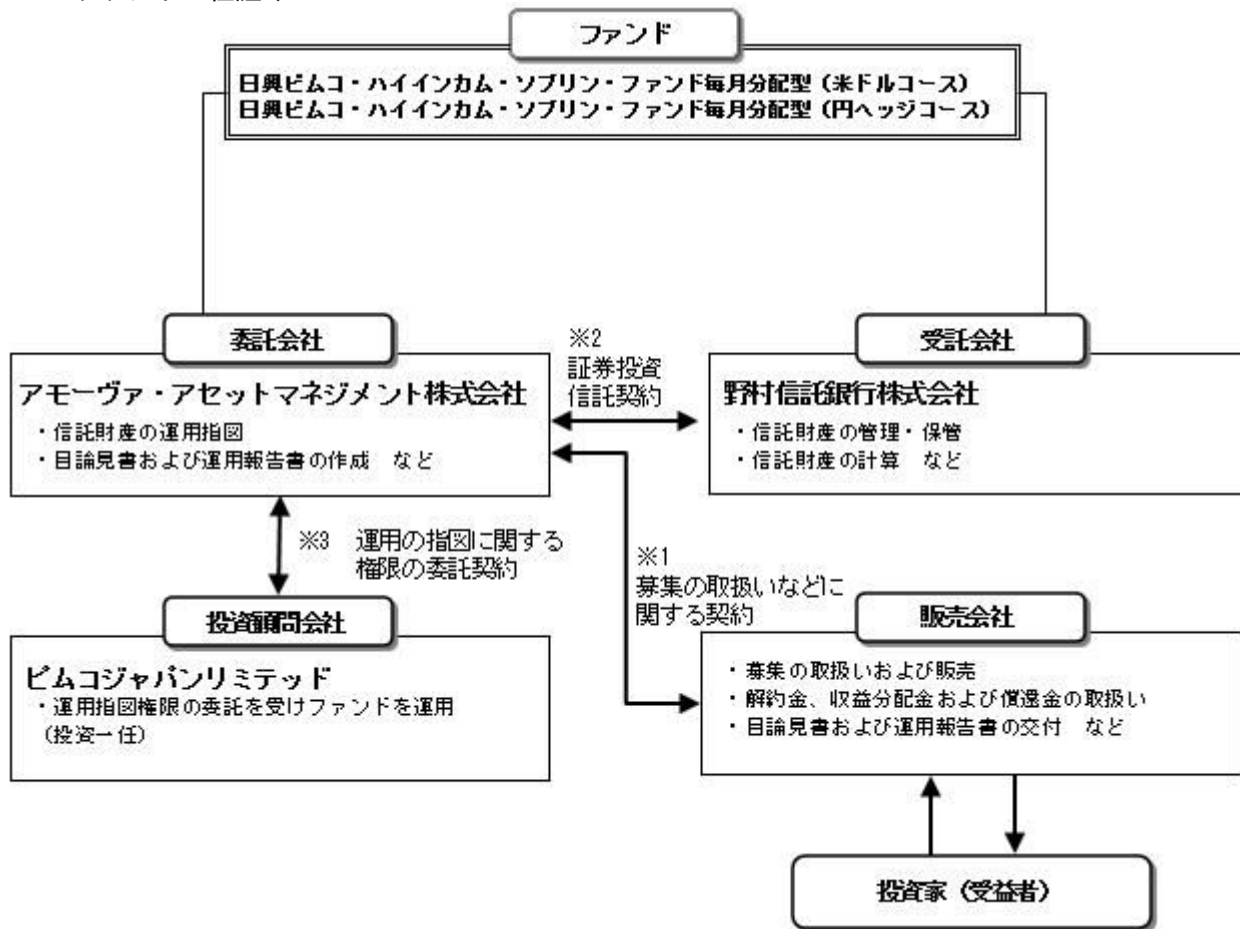 ファンド
日興ピムコ・ハイインカム・ソブリン・ファンド毎月分配型（米ドルコース）
日興ピムコ・ハイインカム・ソブリン・ファンド毎月分配型（円ヘッジコース）
委託会社
アモーヴァ・アセットマネジメント株式会社
・信託財産の運用指図
・目論見書および運用報告書の作成　など
※2
証券投資
信託契約
受託会社
野村信託銀行株式会社
・信託財産の管理・保管
・信託財産の計算　など
※3　運用の指図に関する
権限の委託契約
※1
募集の取扱いなどに
関する契約
投資顧問会社
ピムコジャパンリミテッド
・運用指図権限の委託を受けファンドを運用
（投資一任）
販売会社
・募集の取扱いおよび販売
・解約金、収益分配金および償還金の取扱い
・目論見書および運用報告書の交付　など
投資家（受益者）